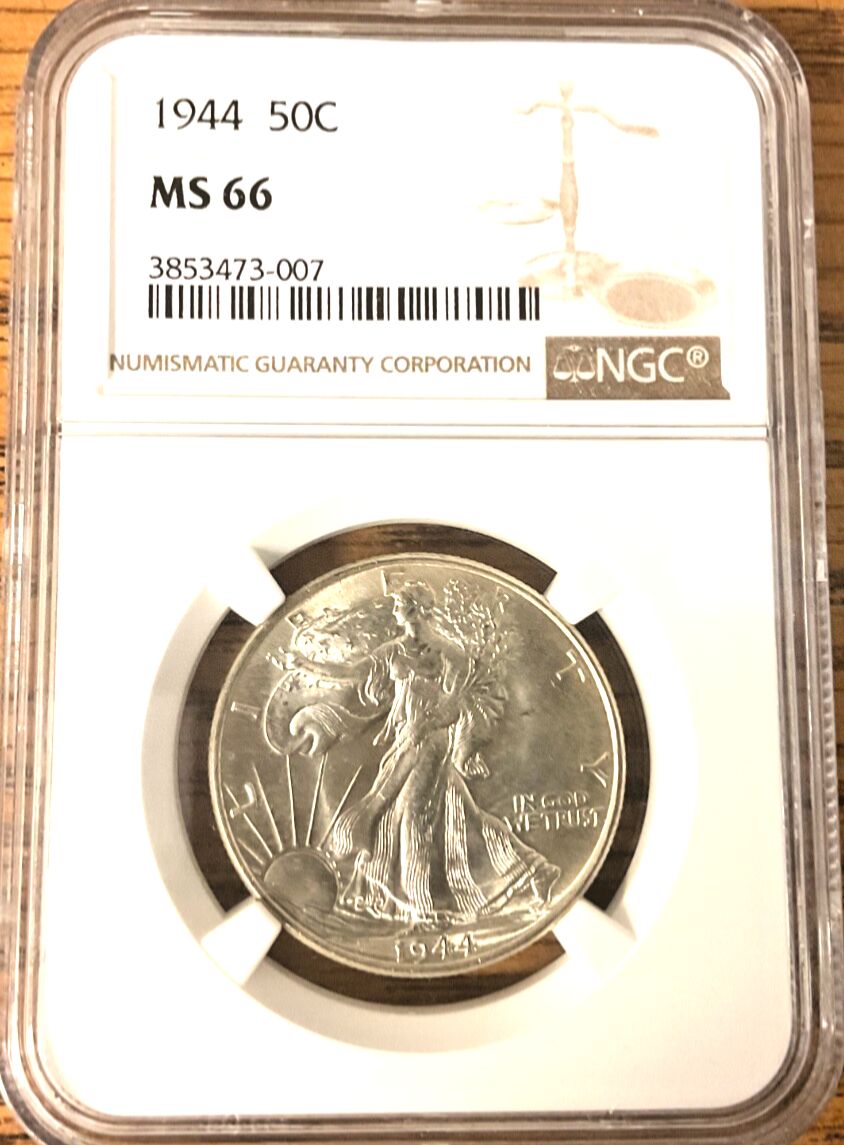 1944 50C
MS 66
3853473-007
NUMISMATIC GUARANTY CORPORATION NGC®
LIBERTY
IN GOD
WE TRUST
1944